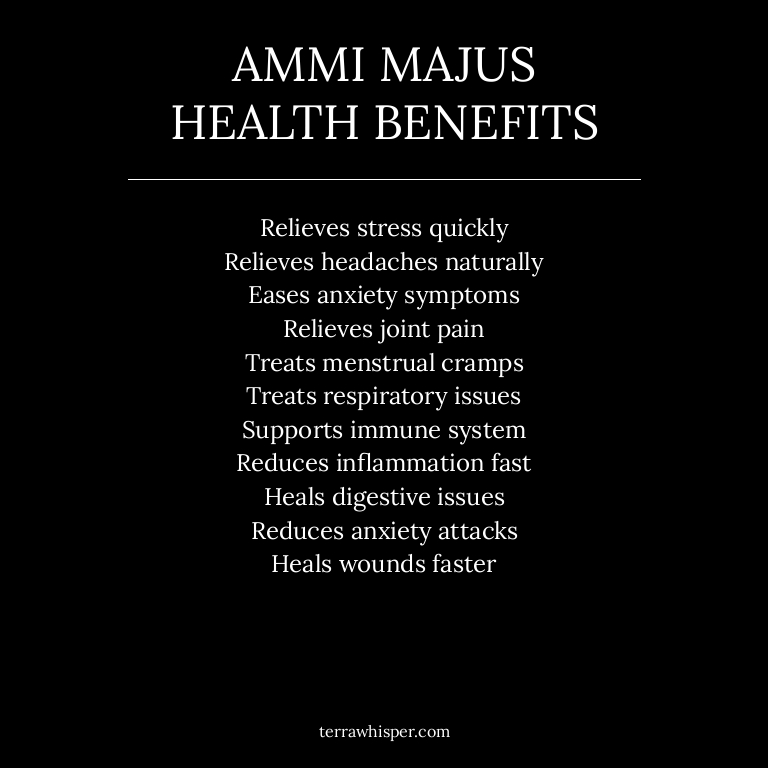 AMMI MAJUS
HEALTH BENEFITS
Relieves stress quickly
Relieves headaches naturally
Eases anxiety symptoms
Relieves joint pain
Treats menstrual cramps
Treats respiratory issues
Supports immune system
Reduces inflammation fast
Heals digestive issues
Reduces anxiety attacks
Heals wounds faster
terrawhisper.com